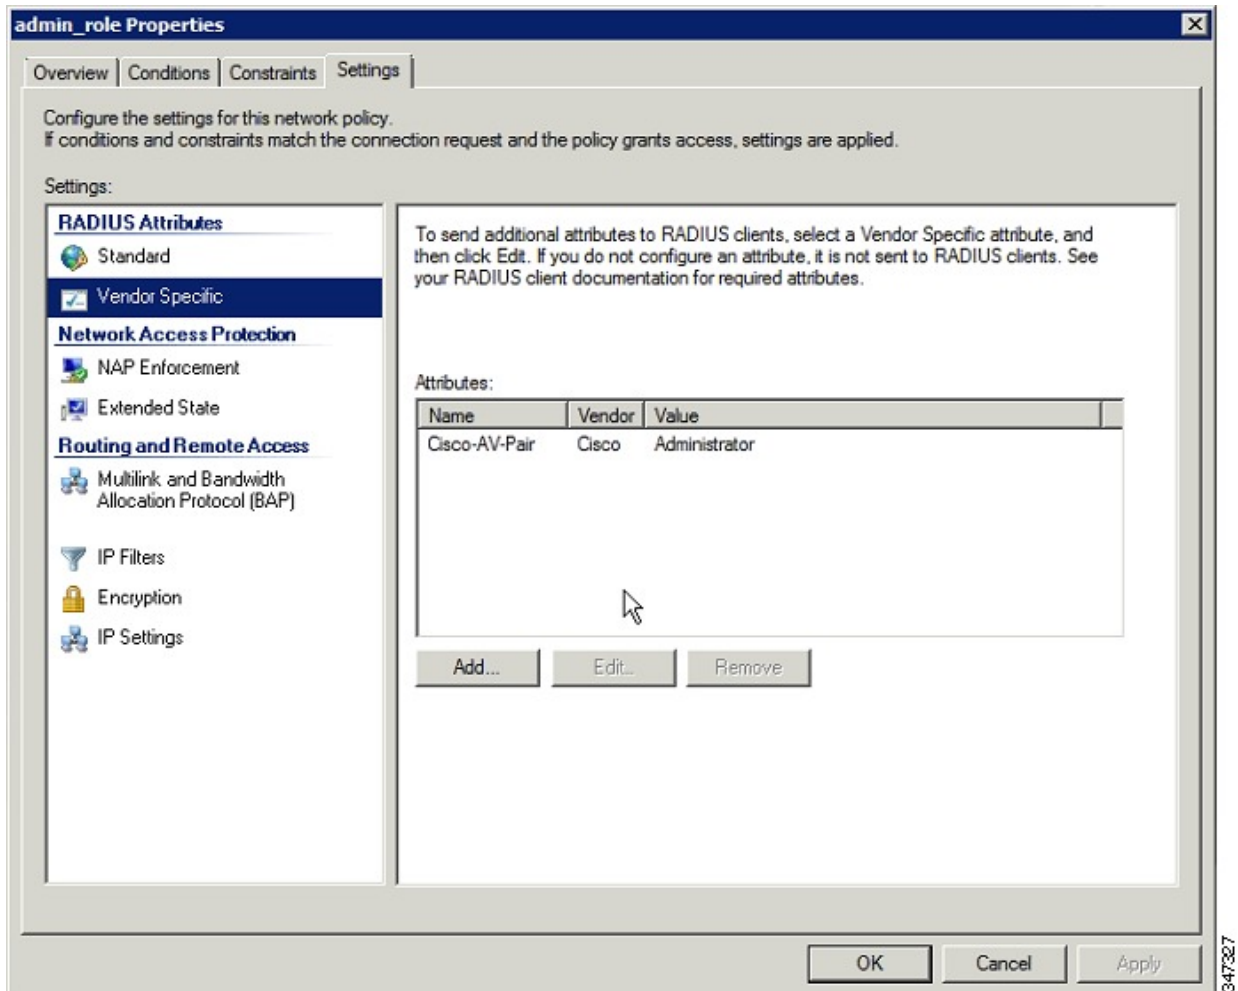 admin_role Properties
Overview Conditions Constraints Settings
Configure the settings for this network policy.
If conditions and constraints match the connection request and the policy grants access, settings are applied.
Settings:
RADIUS Attributes
Standard
Vendor Specific
Network Access Protection
NAP Enforcement
Extended State
Routing and Remote Access
Multilink and Bandwidth
Allocation Protocol (BAP)
IP Filters
Encryption
IP Settings
To send additional attributes to RADIUS clients, select a Vendor Specific attribute, and
then click Edit. If you do not configure an attribute, it is not sent to RADIUS clients. See
your RADIUS client documentation for required attributes.
Attributes:
Name Vendor Value
Cisco-AV-Pair Cisco Administrator
Add... Edit... Remove
OK Cancel Apply
347327